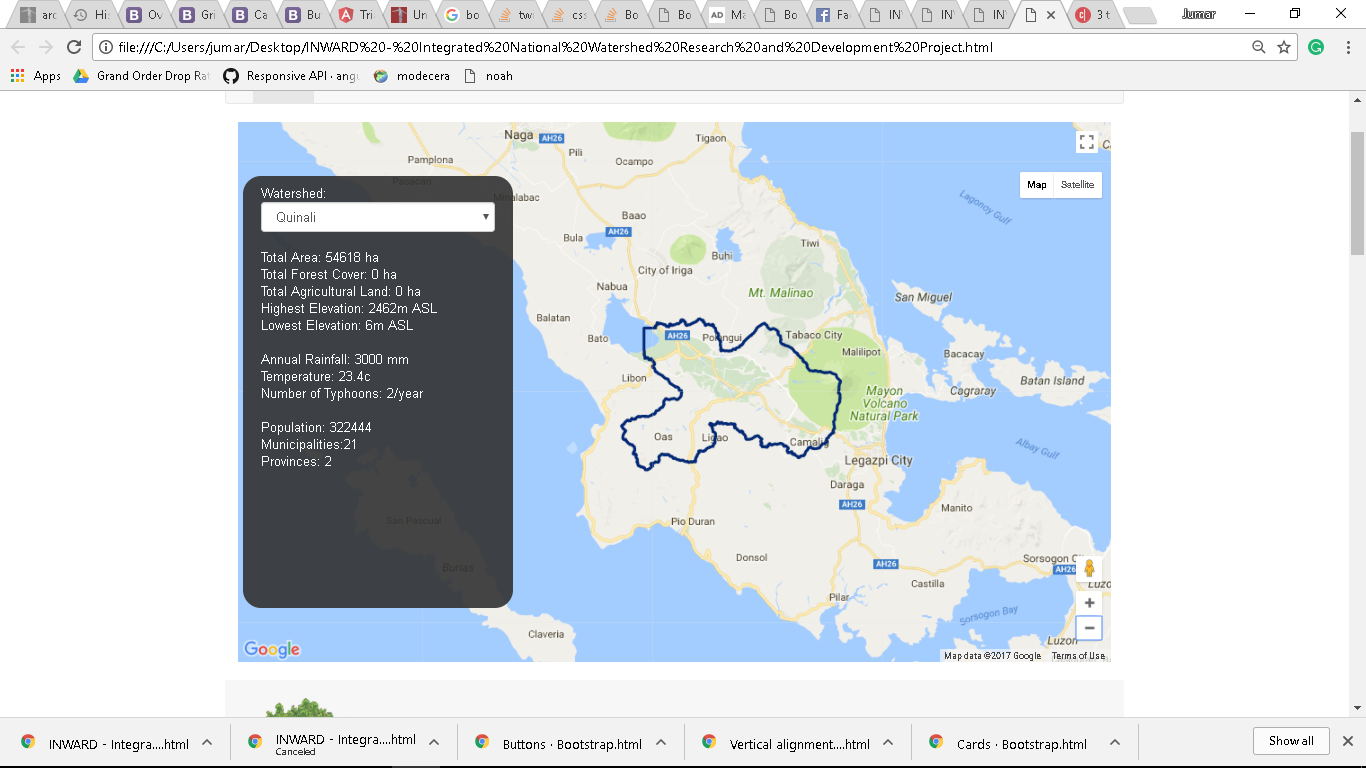 arc
His
Ov
Gri
Ca
Bu
Tri
Un
bo
twi
css
Bo
Bo
Ma
Bo
Fa
IN
IN
IN
3 t
Jumar
file:///C:/Users/jumar/Desktop/INWARD%20-%20Integrated%20National%20Watershed%20Research%20and%20Development%20Project.html
Apps
Grand Order Drop Rat
Responsive API · angu
modecera
noah
Naga
AH26
Tigaon
Pili
Ocampo
Pamplona
Pasacao
Minalabac
Map
Satellite
Lagonoy Gulf
Watershed:
Quinali
Total Area: 54618 ha
Total Forest Cover: 0 ha
Total Agricultural Land: 0 ha
Highest Elevation: 2462m ASL
Lowest Elevation: 6m ASL
Annual Rainfall: 3000 mm
Temperature: 23.4c
Number of Typhoons: 2/year
Population: 322444
Municipalities:21
Provinces: 2
Baao
Bula
AH26
Tiwi
Buhi
City of Iriga
Nabua
Mt. Malinao
San Miguel
Balatan
Bato
AH26
Polangui
Tabaco City
Malilipot
Bacacay
Cagraray
Batan Island
Libon
Mayon
Volcano
Natural Park
Oas
Ligao
Camalig
Legazpi City
Albay Gulf
Daraga
AH26
Manito
San Pascual
Pio Duran
Donsol
AH26
Sorsogon City
AH26
Burias
Castilla
Pilar
Luzo
Sorsogon Bay
Claveria
Luzon
Google
Map data ©2017 Google
Terms of Use
INWARD - Integra....html
INWARD - Integra....html
Canceled
Buttons · Bootstrap.html
Vertical alignment....html
Cards · Bootstrap.html
Show all